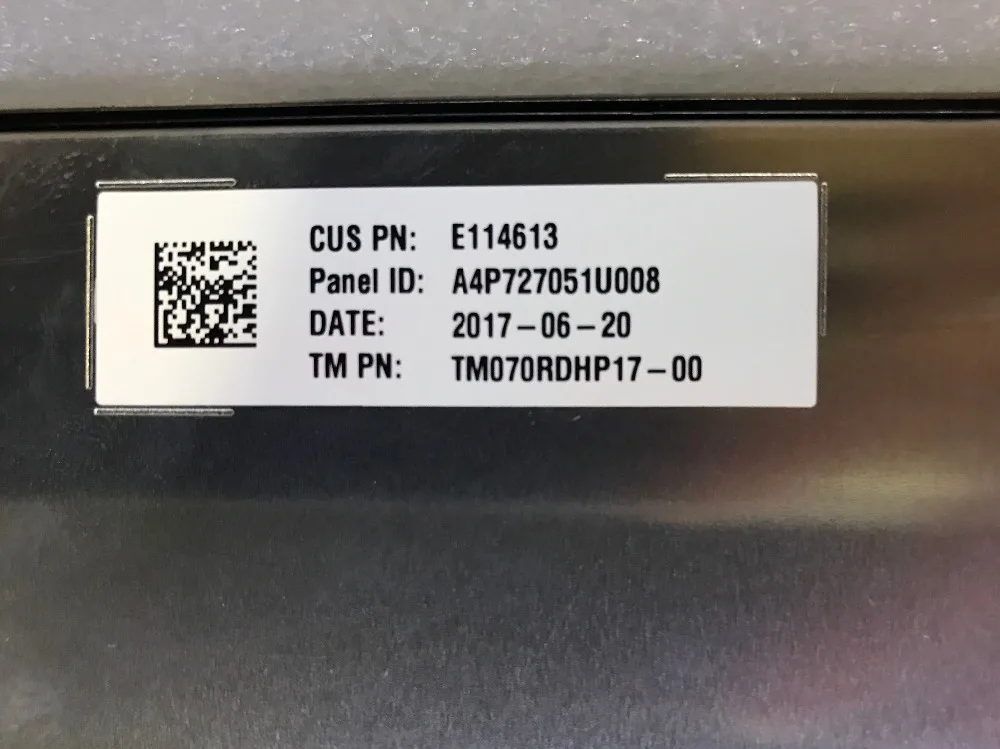 CUS PN: E114613
Panel ID: A4P727051U008
DATE: 2017-06-20
TM PN: TM070RDHP17-00